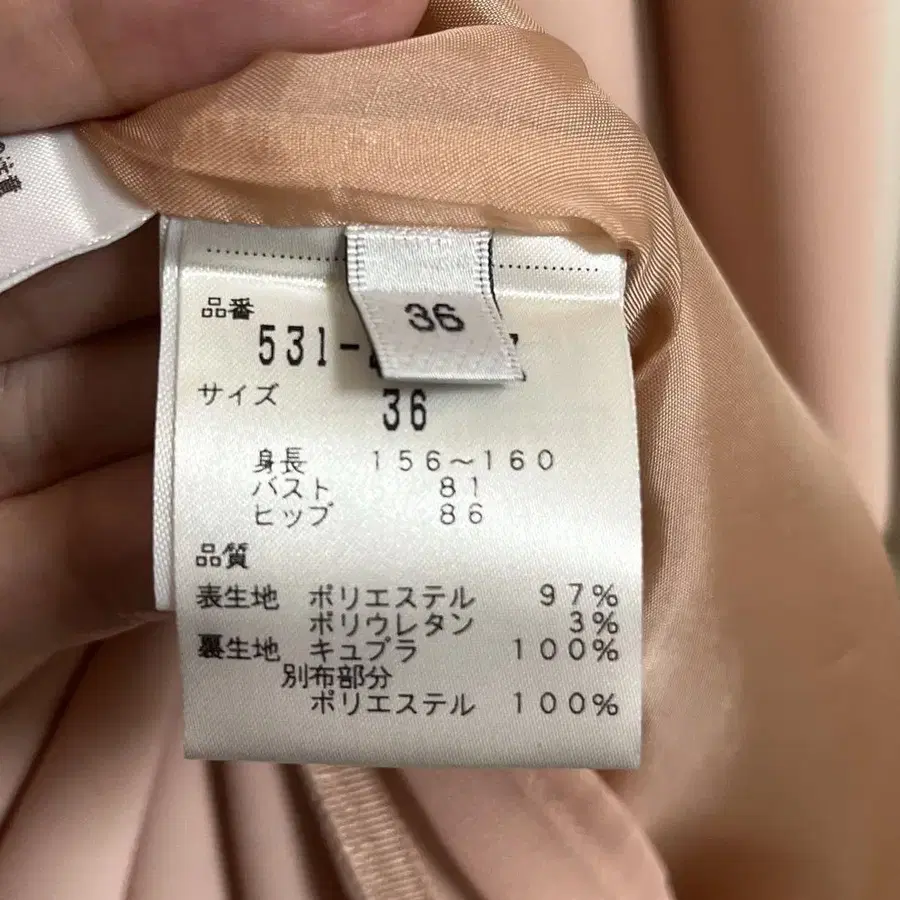 36
品番
531-
サイズ
36
身長 156～160
バスト 81
ヒップ 86
品質
表生地 ポリエステル 97%
ポリウレタン 3%
裏生地 キュプラ 100%
別布部分
ポリエステル 100%